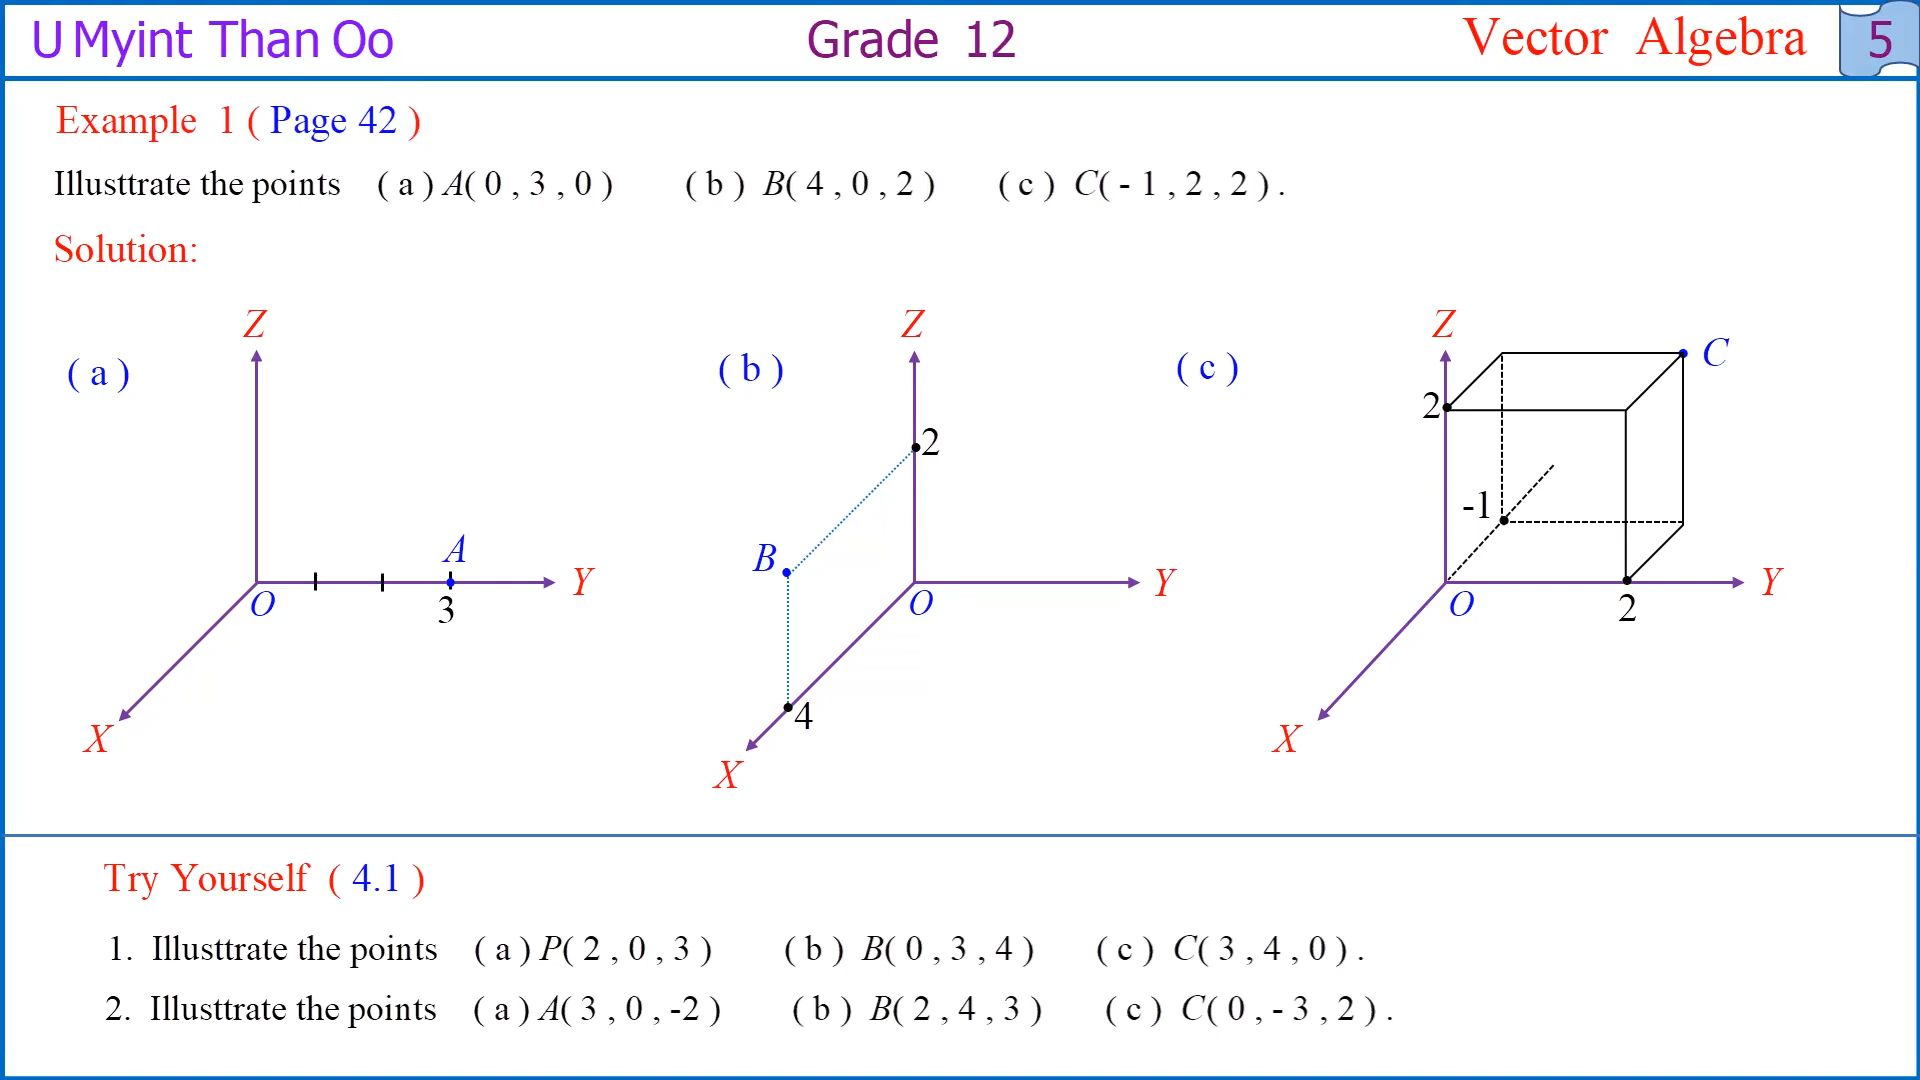 U Myint Than Oo Grade 12 Vector Algebra 5
Example 1 ( Page 42 )
Illusttrate the points ( a ) A( 0 , 3 , 0 ) ( b ) B( 4 , 0 , 2 ) ( c ) C( - 1 , 2 , 2 ) .
Solution:
( a )
Z
A
O
3
Y
X
( b )
Z
2
B
O
Y
4
X
( c )
Z
C
2
-1
O
2
Y
X
Try Yourself ( 4.1 )
1. Illusttrate the points ( a ) P( 2 , 0 , 3 ) ( b ) B( 0 , 3 , 4 ) ( c ) C( 3 , 4 , 0 ) .
2. Illusttrate the points ( a ) A( 3 , 0 , -2 ) ( b ) B( 2 , 4 , 3 ) ( c ) C( 0 , - 3 , 2 ) .